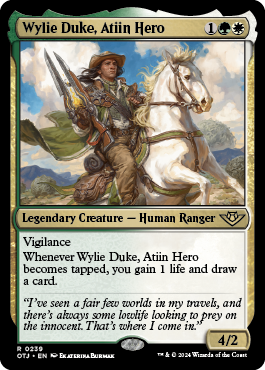 Wylie Duke, Atiin Hero 1
Legendary Creature — Human Ranger
Vigilance
Whenever Wylie Duke, Atiin Hero
becomes tapped, you gain 1 life and draw
a card.
“I’ve seen a fair few worlds in my travels, and
there’s always some lowlife looking to prey on
the innocent. That’s where I come in.”
4/2
R 0239
OTJ • EN Ekaterina Burmak
™ & © 2024 Wizards of the Coast